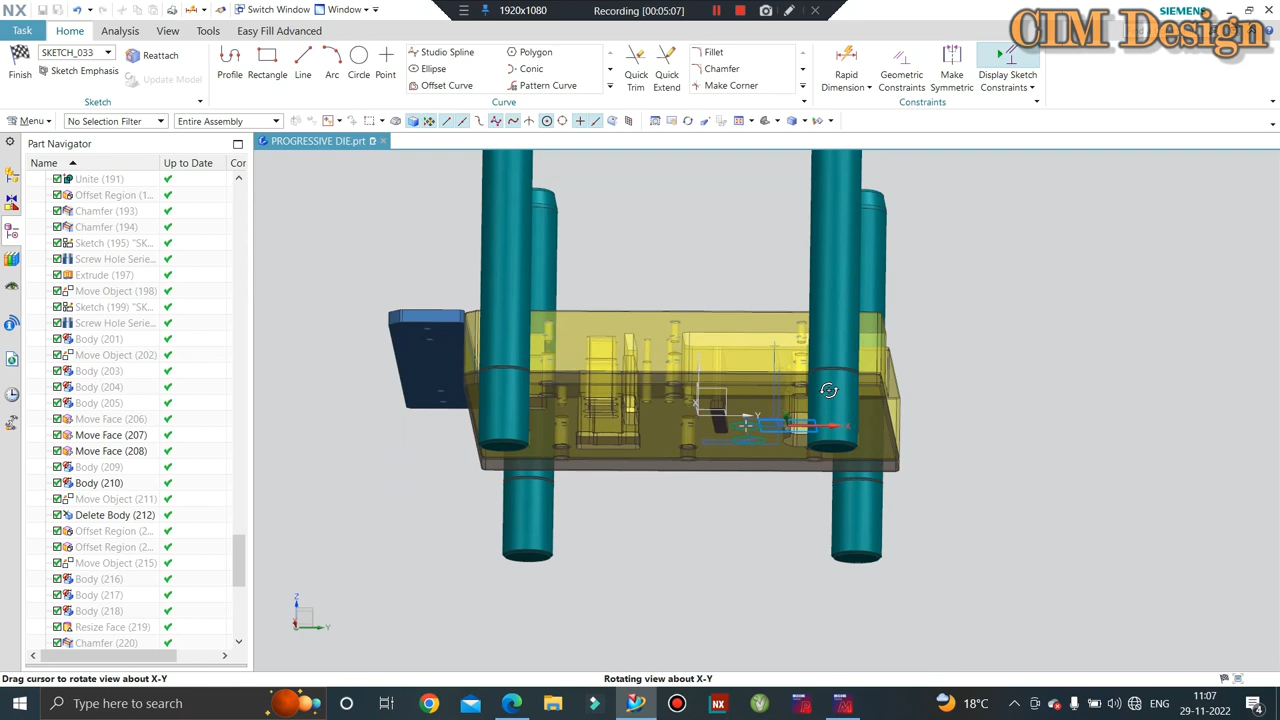 NX
Switch Window
Window
1920x1080
Recording [00:05:07]
SIEMENS
CIM Design
Task
Home
Analysis
View
Tools
Easy Fill Advanced
SKETCH_033
Reattach
Sketch Emphasis
Update Model
Finish
Profile
Rectangle
Line
Arc
Circle
Point
Studio Spline
Ellipse
Offset Curve
Polygon
Conic
Pattern Curve
Quick Trim
Quick Extend
Fillet
Chamfer
Make Corner
Rapid Dimension
Geometric Constraints
Make Symmetric
Display Sketch Constraints
Sketch
Curve
Constraints
Menu
No Selection Filter
Entire Assembly
Part Navigator
PROGRESSIVE DIE.prt
Name
Up to Date
Cor
Unite (191)
Offset Region (1...
Chamfer (193)
Chamfer (194)
Sketch (195) "SK...
Screw Hole Serie...
Extrude (197)
Move Object (198)
Sketch (199) "SK...
Screw Hole Serie...
Body (201)
Move Object (202)
Body (203)
Body (204)
Body (205)
Move Face (206)
Move Face (207)
Move Face (208)
Body (209)
Body (210)
Move Object (211)
Delete Body (212)
Offset Region (2...
Offset Region (2...
Move Object (215)
Body (216)
Body (217)
Body (218)
Resize Face (219)
Chamfer (220)
X
Y
X
Z
Y
Drag cursor to rotate view about X-Y
Rotating view about X-Y
Type here to search
NX
18°C
ENG
11:07
29-11-2022
4